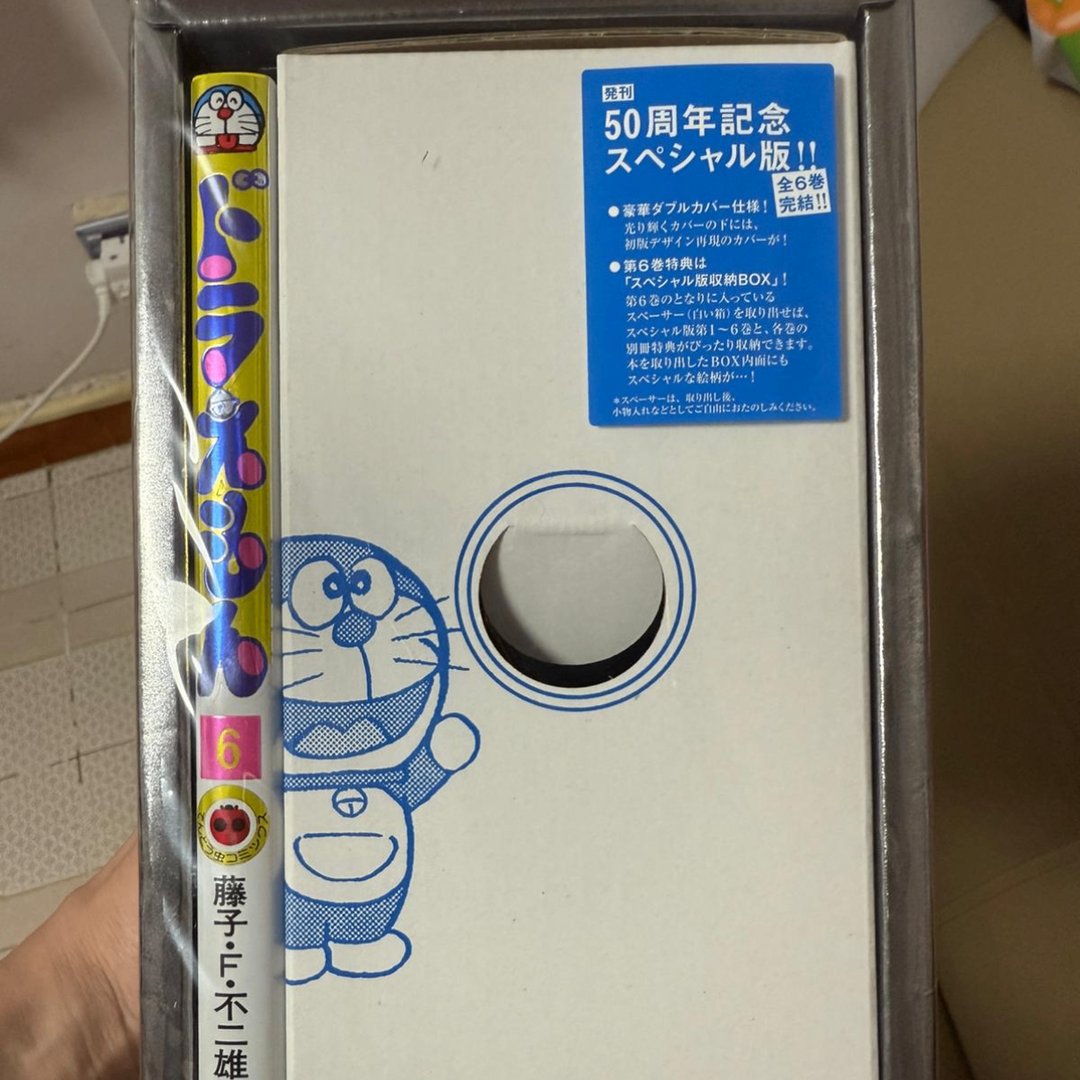 ドラえもん
6
てんとう虫コミックス
藤子・F・不二雄
発刊
50周年記念
スペシャル版!!
全6巻
完結!!
●豪華ダブルカバー仕様!
光り輝くカバーの下には、
初版デザイン再現のカバーが!
●第6巻特典は
「スペシャル版収納BOX」!
第6巻のとなりに入っている
スペーサー(白い箱)を取り出せば、
スペシャル版第1〜6巻と、各巻の
別冊特典がぴったり収納できます。
本を取り出したBOX内面にも
スペシャルな絵柄が…!
*スペーサーは、取り出し後、
小物入れなどとしてご自由におたのしみください。